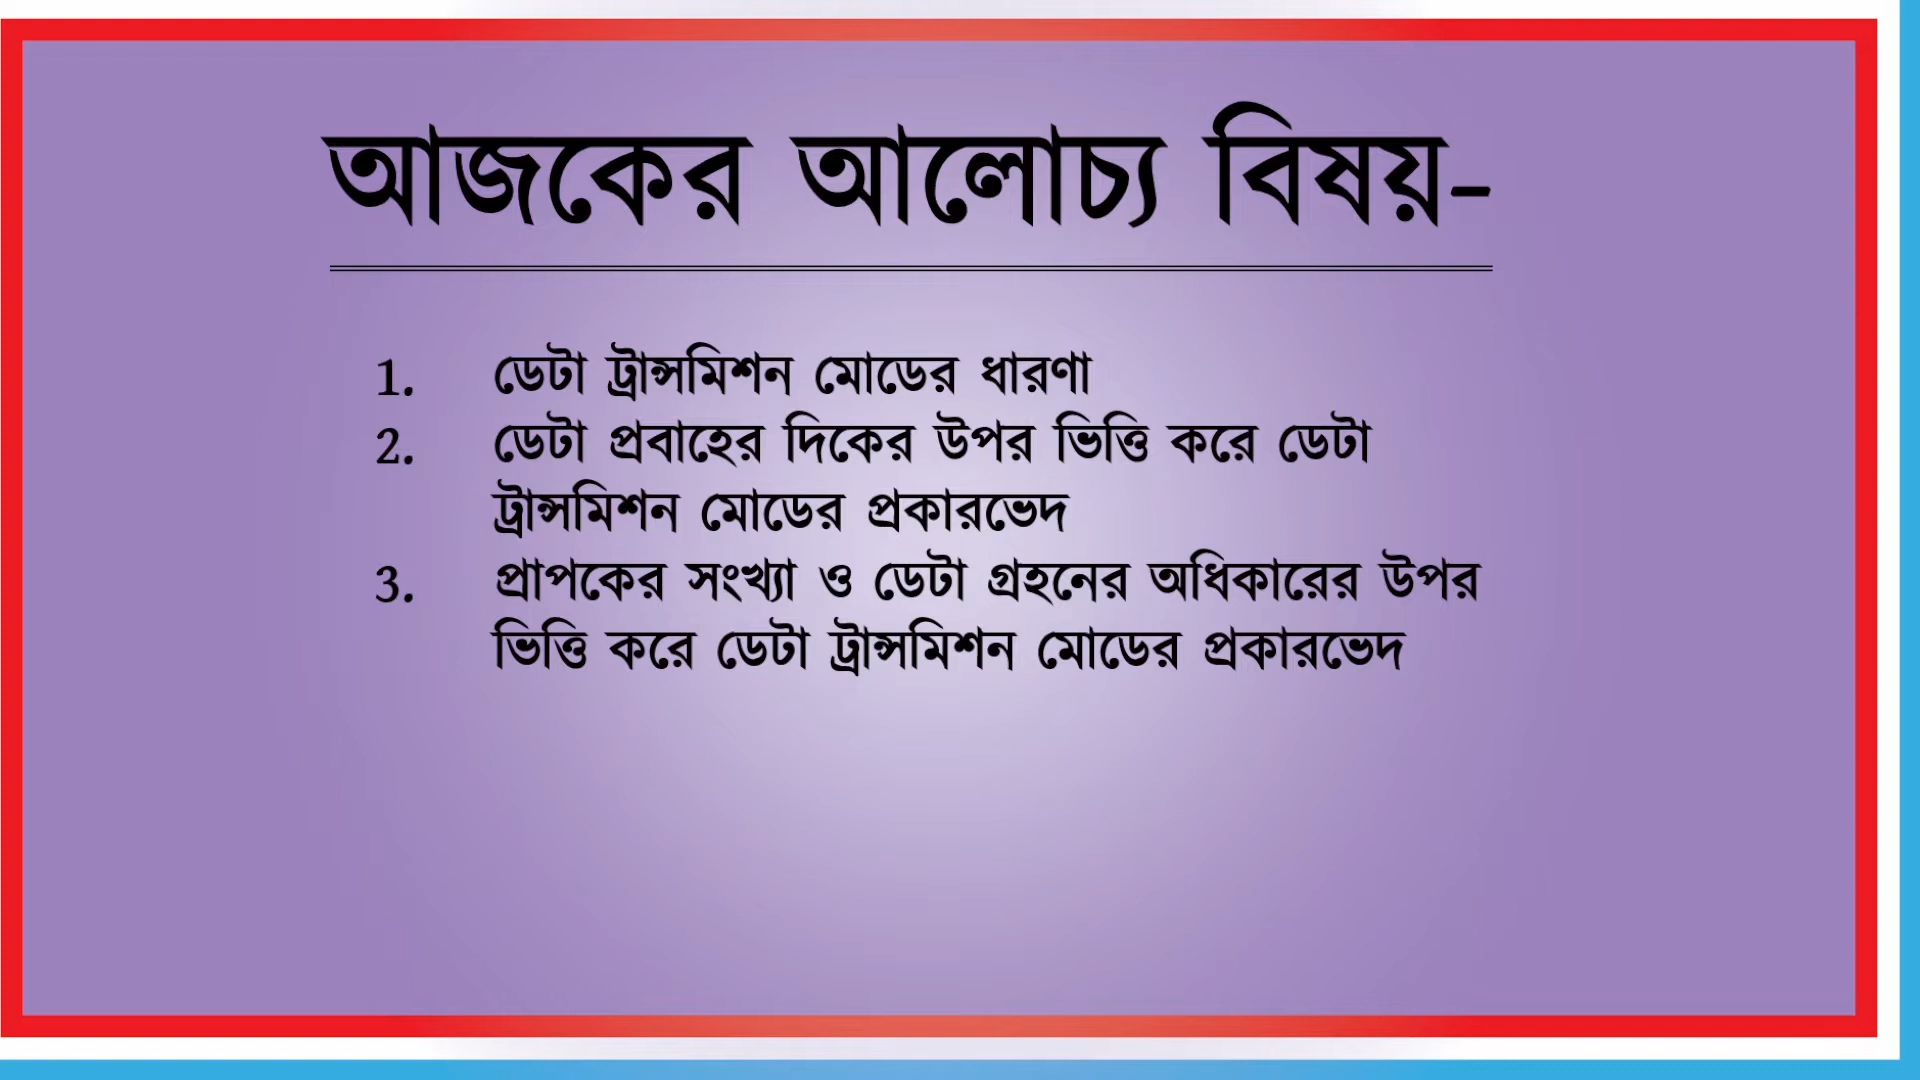 আজকের আলোচ্য বিষয়-
1. ডেটা ট্রান্সমিশন মোডের ধারণা
2. ডেটা প্রবাহের দিকের উপর ভিত্তি করে ডেটা
ট্রান্সমিশন মোডের প্রকারভেদ
3. প্রাপকের সংখ্যা ও ডেটা গ্রহনের অধিকারের উপর
ভিত্তি করে ডেটা ট্রান্সমিশন মোডের প্রকারভেদ